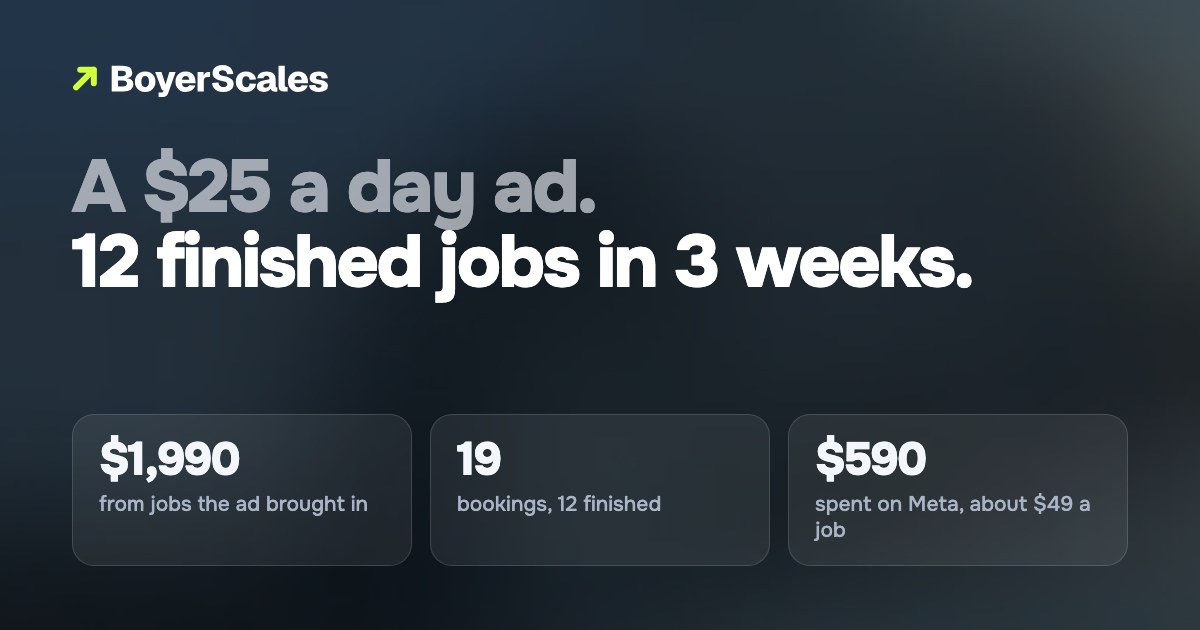 BoyerScales
A $25 a day ad.
12 finished jobs in 3 weeks.
$1,990
from jobs the ad brought in
19
bookings, 12 finished
$590
spent on Meta, about $49 a
job